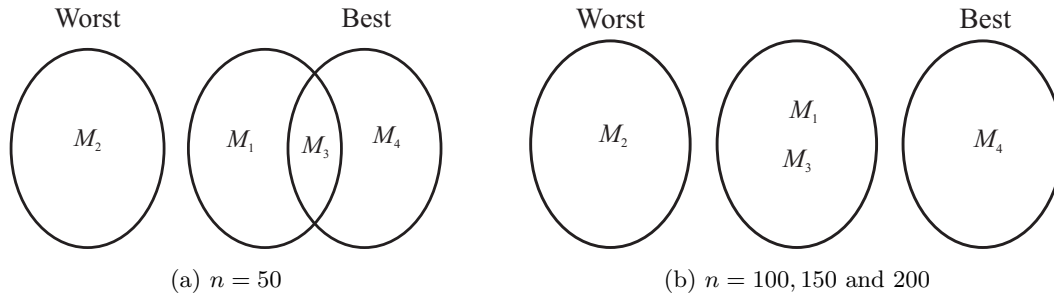 Worst Best Worst Best
M₂ M₁ M₃ M₄ M₂ M₁ M₃ M₄
(a) n = 50 (b) n = 100, 150 and 200